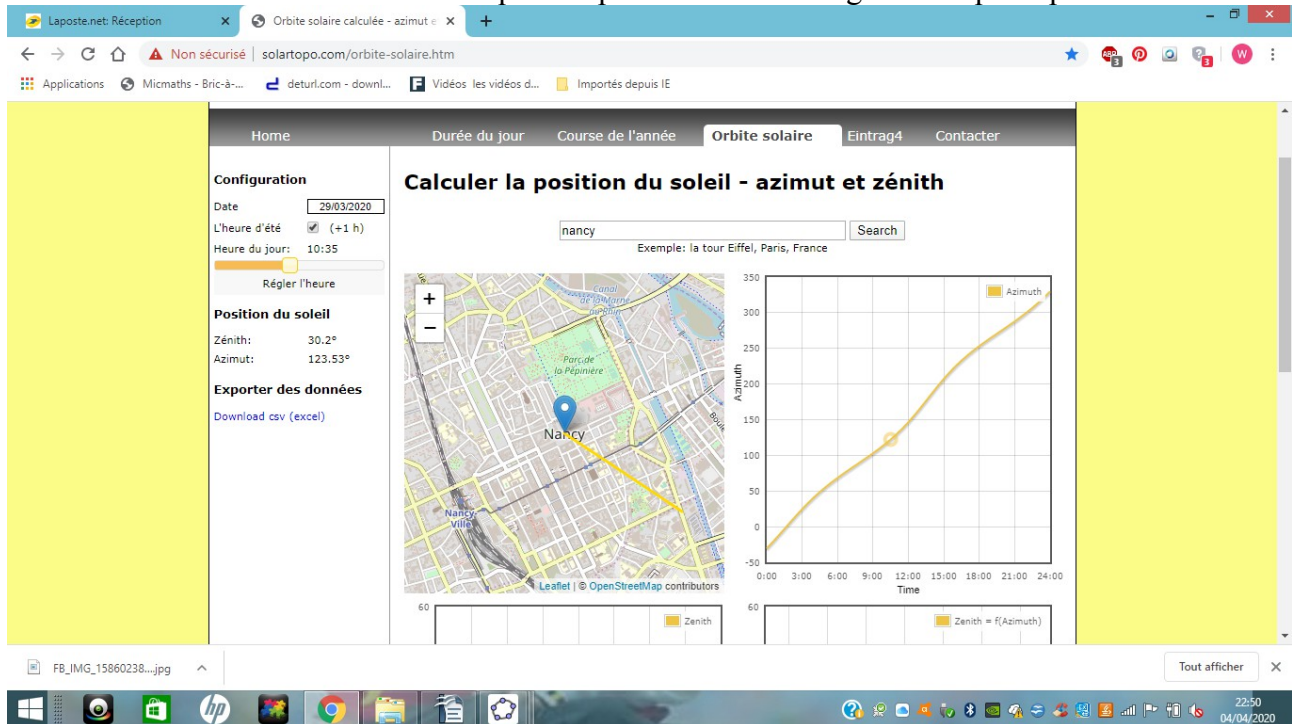 Laposte.net: Réception
Orbite solaire calculée - azimut e
Non sécurisé | solartopo.com/orbite-solaire.htm
Applications
Micmaths - Bric-à-...
deturl.com - downl...
Vidéos les vidéos d...
Importés depuis IE
Home
Durée du jour
Course de l'année
Orbite solaire
Eintrag4
Contacter
Configuration
Date 29/03/2020
L'heure d'été (+1 h)
Heure du jour: 10:35
Régler l'heure
Position du soleil
Zénith: 30.2°
Azimut: 123.53°
Exporter des données
Download csv (excel)
Calculer la position du soleil - azimut et zénith
nancy Search
Exemple: la tour Eiffel, Paris, France
+
−
Canal
de la Marne
au Rhin
Parc de
la Pépinière
Nancy
Nancy-
Ville
Leaflet | © OpenStreetMap contributors
Azimuth
350
300
250
200
150
100
50
0
-50
Azimuth
0:00 3:00 6:00 9:00 12:00 15:00 18:00 21:00 24:00
Time
60
Zenith
60
Zenith = f(Azimuth)
FB_IMG_15860238....jpg
Tout afficher
22:50
04/04/2020